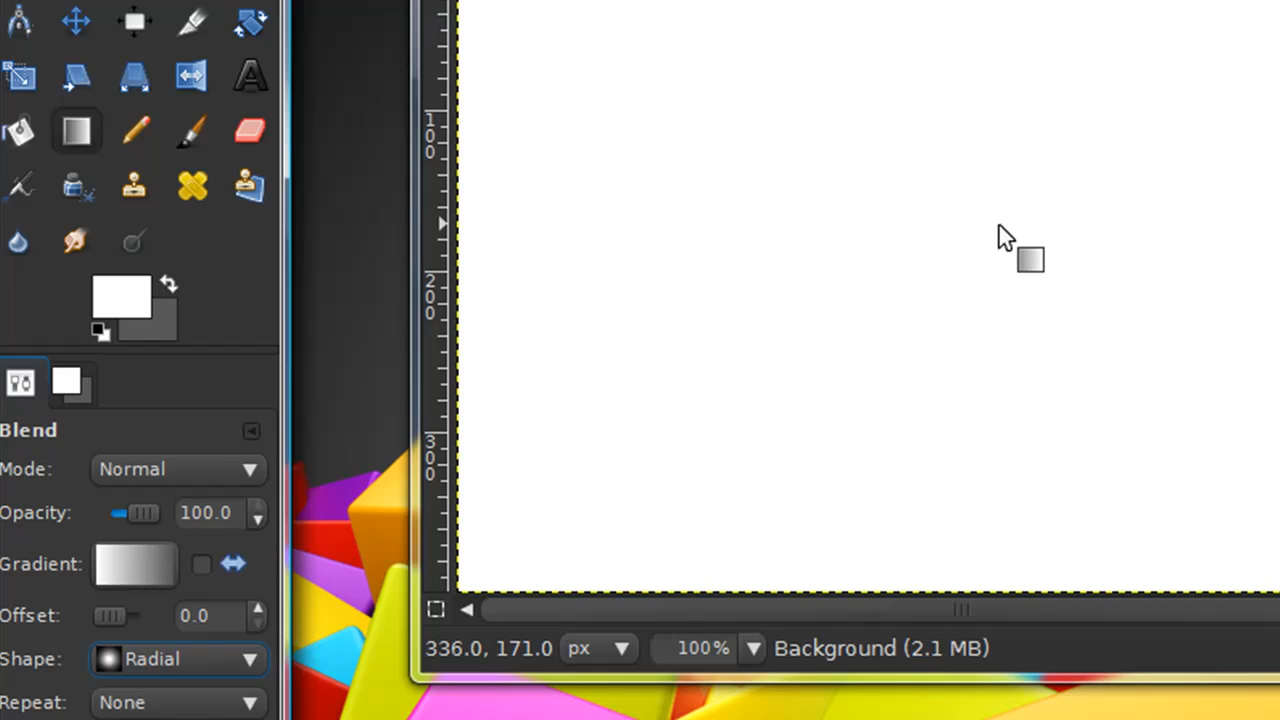 100
200
300
Blend
Mode: Normal
Opacity: 100.0
Gradient:
Offset: 0.0
Shape: Radial
Repeat: None
336.0, 171.0 px 100% Background (2.1 MB)